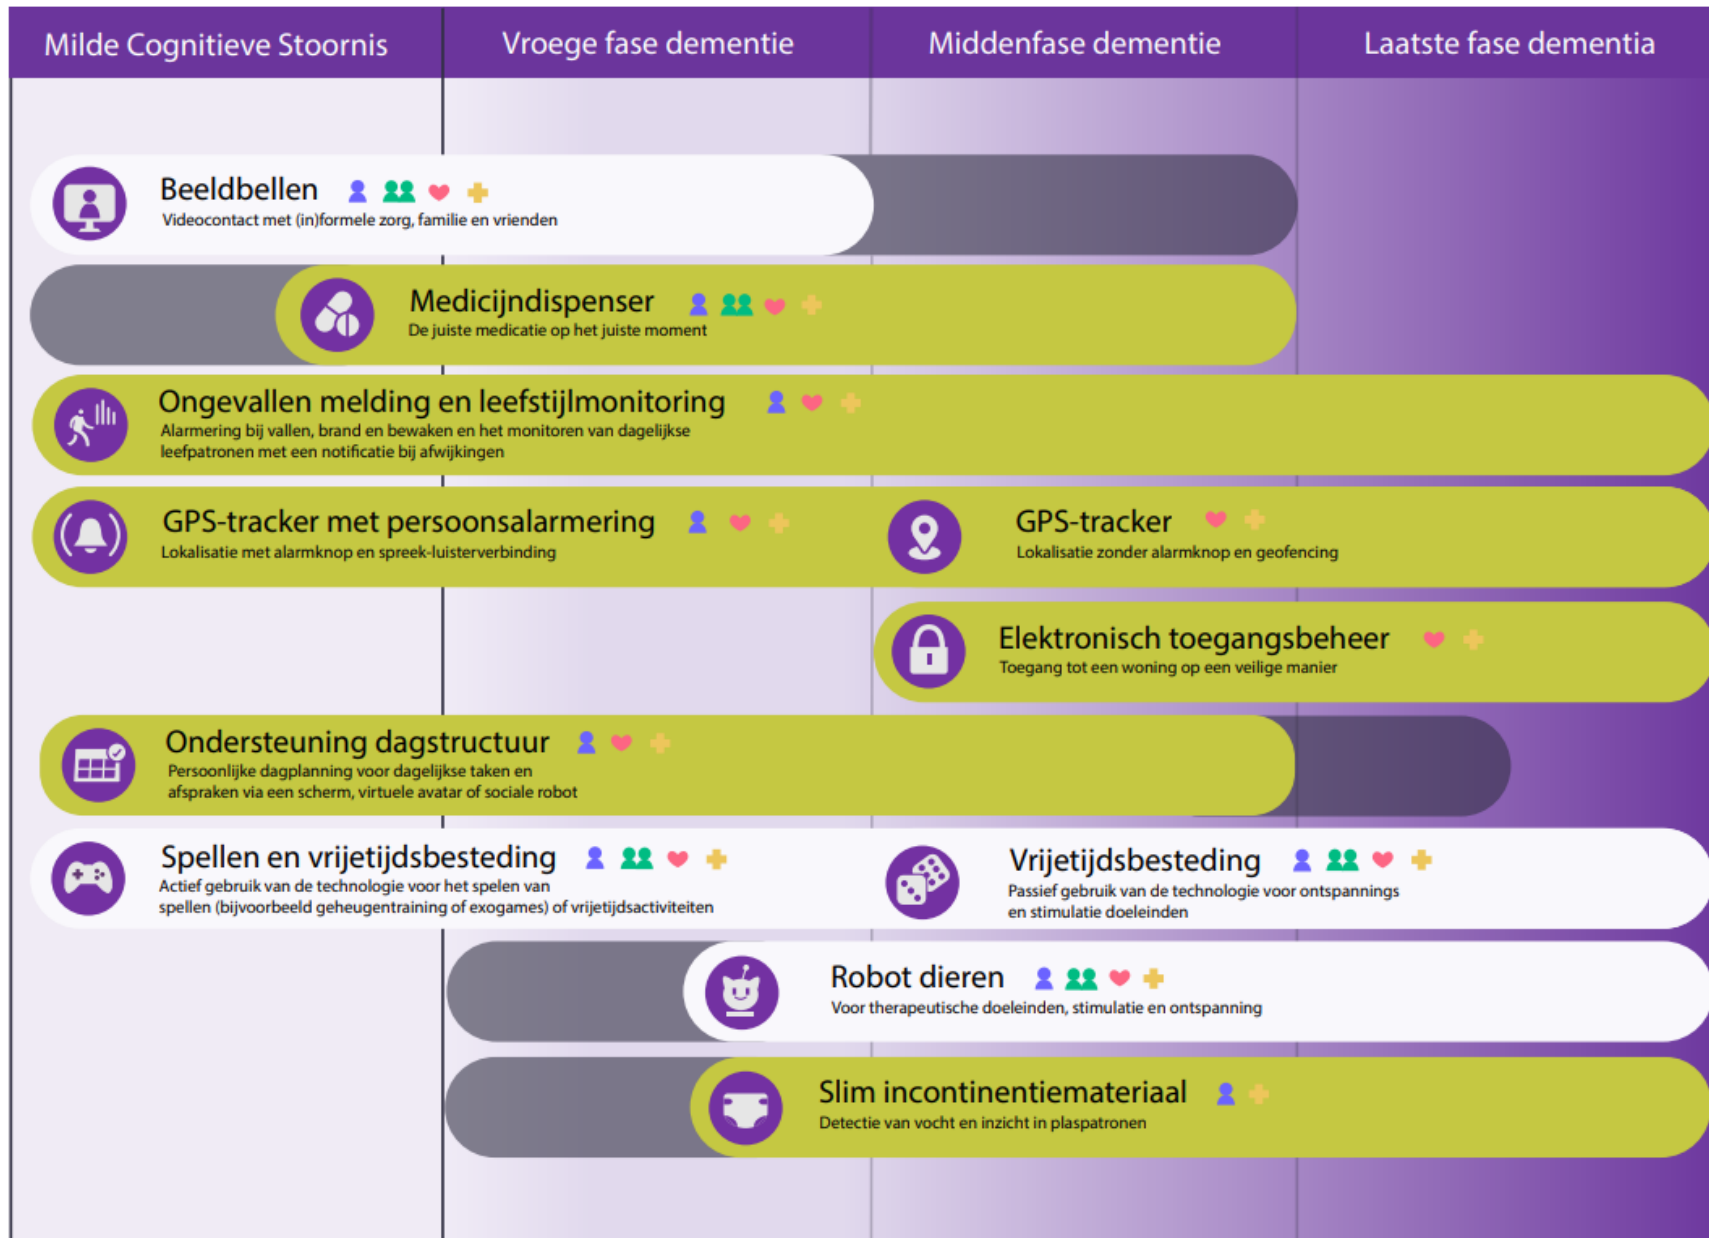 Milde Cognitieve Stoornis
Vroege fase dementie
Middenfase dementie
Laatste fase dementia
Beeldbellen
Videocontact met (in)formele zorg, familie en vrienden
Medicijndispenser
De juiste medicatie op het juiste moment
Ongevallen melding en leefstijlmonitoring
Alarmering bij vallen, brand en bewaken en het monitoren van dagelijkse
leefpatronen met een notificatie bij afwijkingen
GPS-tracker met persoonsalarmering
Lokalisatie met alarmknop en spreek-luisterverbinding
GPS-tracker
Lokalisatie zonder alarmknop en geofencing
Elektronisch toegangsbeheer
Toegang tot een woning op een veilige manier
Ondersteuning dagstructuur
Persoonlijke dagplanning voor dagelijkse taken en
afspraken via een scherm, virtuele avatar of sociale robot
Spellen en vrijetijdsbesteding
Actief gebruik van de technologie voor het spelen van
spellen (bijvoorbeeld geheugentraining of exogames) of vrijetijdsactiviteiten
Vrijetijdsbesteding
Passief gebruik van de technologie voor ontspannings
en stimulatie doeleinden
Robot dieren
Voor therapeutische doeleinden, stimulatie en ontspanning
Slim incontinentiemateriaal
Detectie van vocht en inzicht in plaspatronen